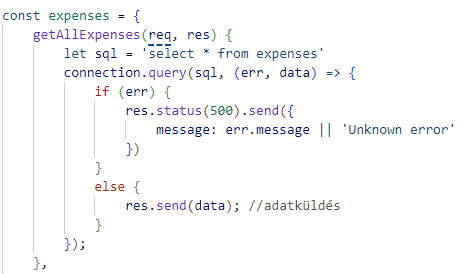 const expenses = {
    getAllExpenses(req, res) {
        let sql = 'select * from expenses'
        connection.query(sql, (err, data) => {
            if (err) {
                res.status(500).send({
                    message: err.message || 'Unknown error'
                })
            }
            else {
                res.send(data); //adatküldés
            }
        });
    },